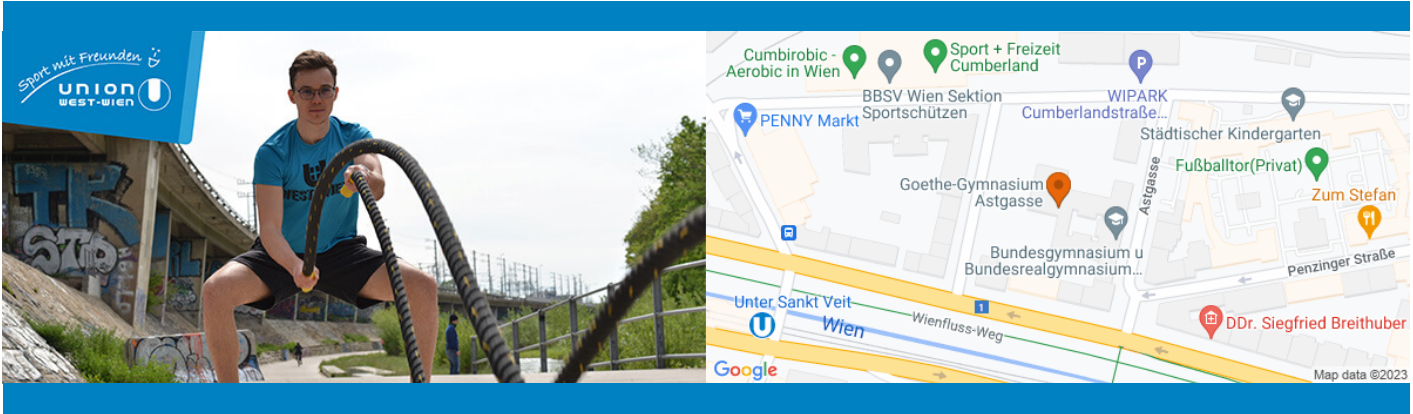 Sport mit Freunden
UNION
WEST-WIEN
Cumbirobic -
Aerobic in Wien
Sport + Freizeit
Cumberland
P
BBSV Wien Sektion
Sportschützen
WIPARK
Cumberlandstraße...
PENNY Markt
Städtischer Kindergarten
Fußballtor(Privat)
Astgasse
Goethe-Gymnasium
Astgasse
Zum Stefan
Bundesgymnasium u
Bundesrealgymnasium...
Penzinger Straße
Unter Sankt Veit
U
Wien
1
Wienfluss-Weg
DDr. Siegfried Breithuber
Google
Map data ©2023